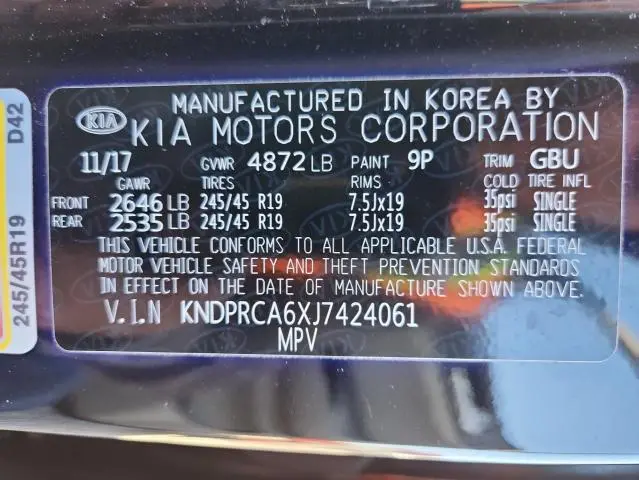 MANUFACTURED IN KOREA BY
KIA KIA MOTORS CORPORATION
11/17 GVWR 4872 LB PAINT 9P TRIM GBU
GAWR TIRES RIMS COLD TIRE INFL
FRONT 2646 LB 245/45 R19 7.5Jx19 35psi SINGLE
REAR 2535 LB 245/45 R19 7.5Jx19 35psi SINGLE
THIS VEHICLE CONFORMS TO ALL APPLICABLE U.S.A. FEDERAL
MOTOR VEHICLE SAFETY AND THEFT PREVENTION STANDARDS
IN EFFECT ON THE DATE OF MANUFACTURE SHOWN ABOVE.
V.I.N KNDPRCA6XJ7424061
MPV
245/45R19 D42